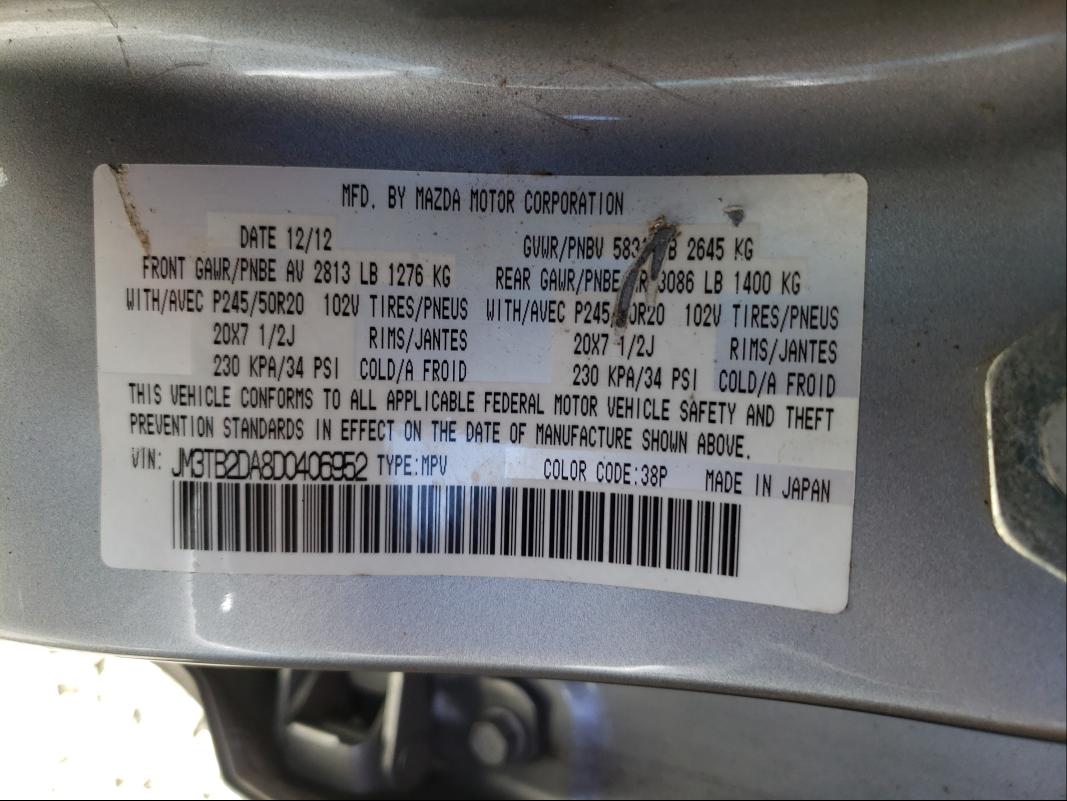 MFD. BY MAZDA MOTOR CORPORATION
DATE 12/12 GVWR/PNBV 2645 KG
FRONT GAWR/PNBE AV 2813 LB 1276 KG REAR GAWR/PNBE 3086 LB 1400 KG
WITH/AVEC P245/50R20 102V TIRES/PNEUS WITH/AVEC 102V TIRES/PNEUS
20X7 1/2J RIMS/JANTES 20X7 1/2J RIMS/JANTES
230 KPA/34 PSI COLD/A FROID 230 KPA/34 PSI COLD/A FROID
THIS VEHICLE CONFORMS TO ALL APPLICABLE FEDERAL MOTOR VEHICLE SAFETY AND THEFT
PREVENTION STANDARDS IN EFFECT ON THE DATE OF MANUFACTURE SHOWN ABOVE.
VIN: JM3TB2DA8D0406952 TYPE:MPV COLOR CODE:38P MADE IN JAPAN